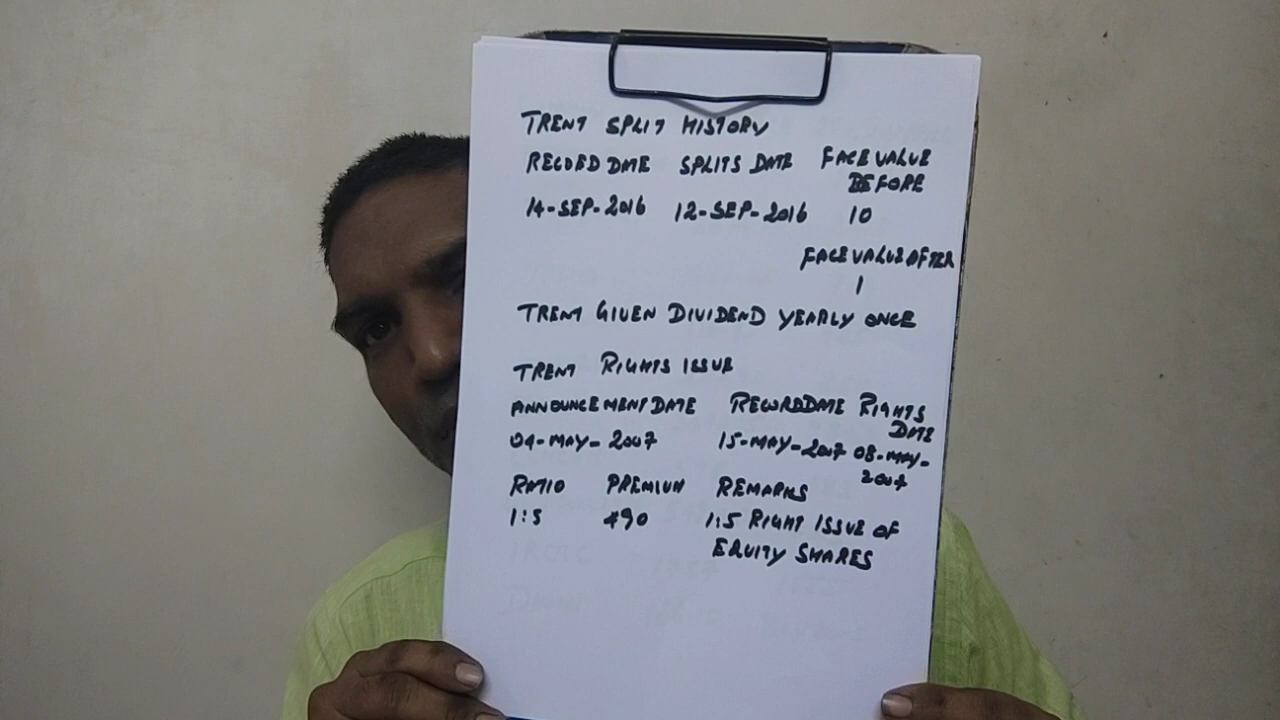 TRENT SPLIT HISTORY
RECORD DATE SPLITS DATE FACE VALUE BEFORE
14-SEP-2016 12-SEP-2016 10
FACE VALUE AFTER
1
TRENT GIVEN DIVIDEND YEARLY ONCE
TRENT RIGHTS ISSUE
ANNOUNCEMENT DATE RECORD DATE RIGHTS DATE
04-MAY-2007 15-MAY-2007 08-MAY-2007
RATIO PREMIUM REMARKS
1:5 490 1:5 RIGHT ISSUE OF
EQUITY SHARES